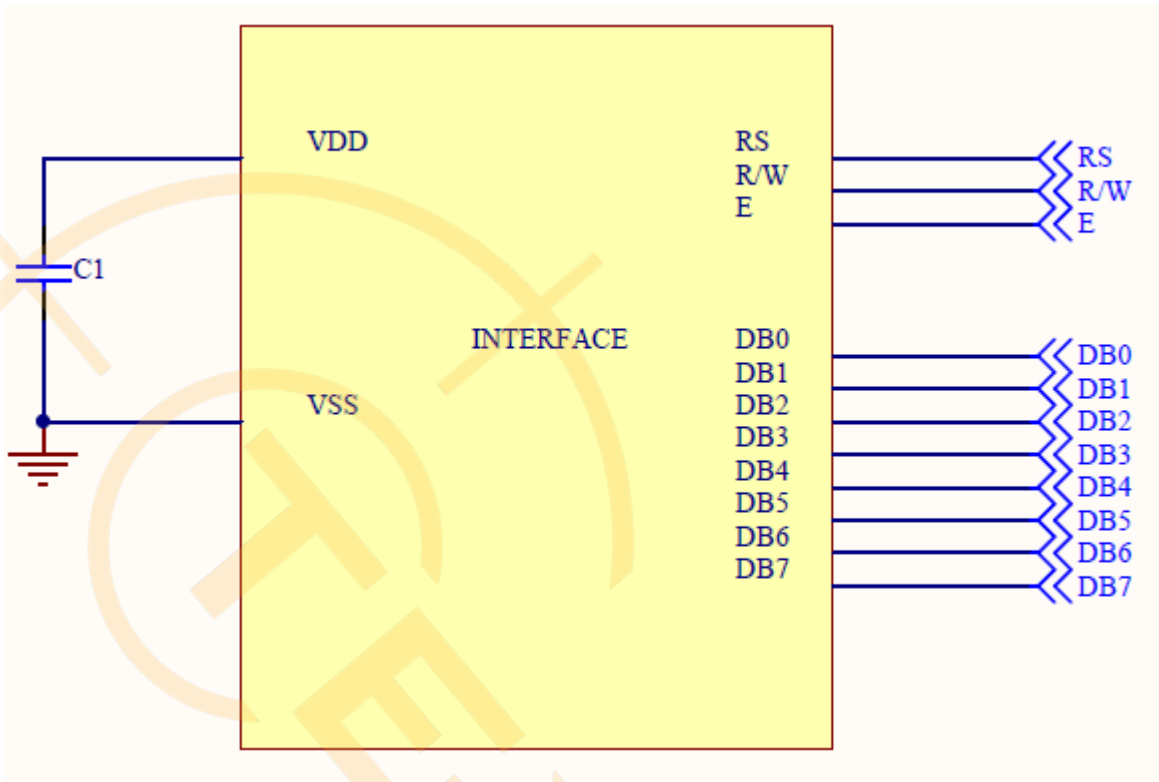 VDD
RS
RS
R/W
R/W
E
E
C1
INTERFACE
VSS
DB0
DB0
DB1
DB1
DB2
DB2
DB3
DB3
DB4
DB4
DB5
DB5
DB6
DB6
DB7
DB7
TE